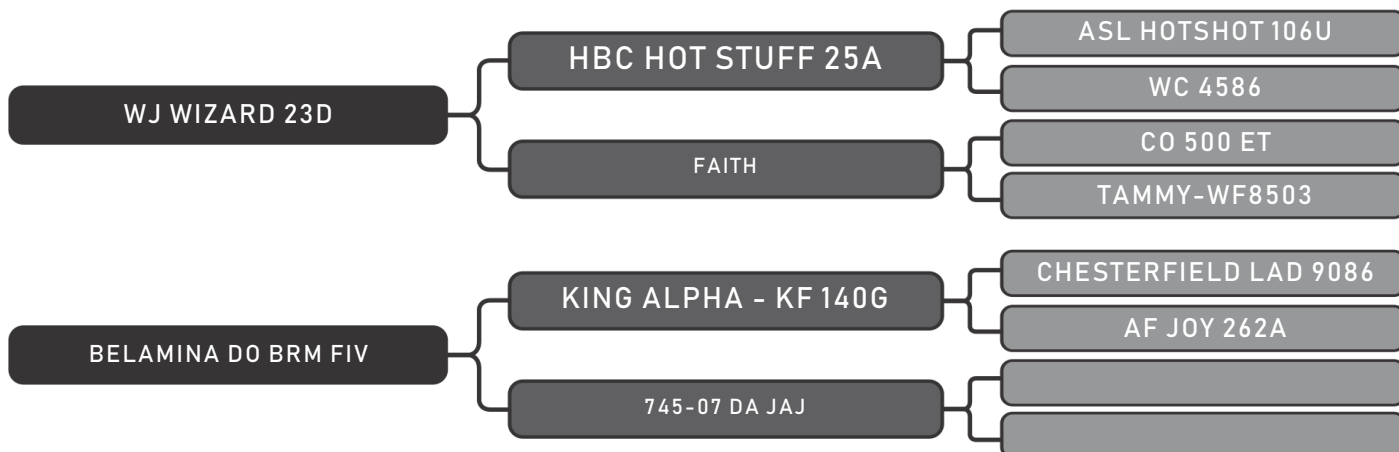 WJ WIZARD 23D
HBC HOT STUFF 25A
ASL HOTSHOT 106U
WC 4586
FAITH
CO 500 ET
TAMMY-WF8503
BELAMINA DO BRM FIV
KING ALPHA - KF 140G
CHESTERFIELD LAD 9086
AF JOY 262A
745-07 DA JAJ